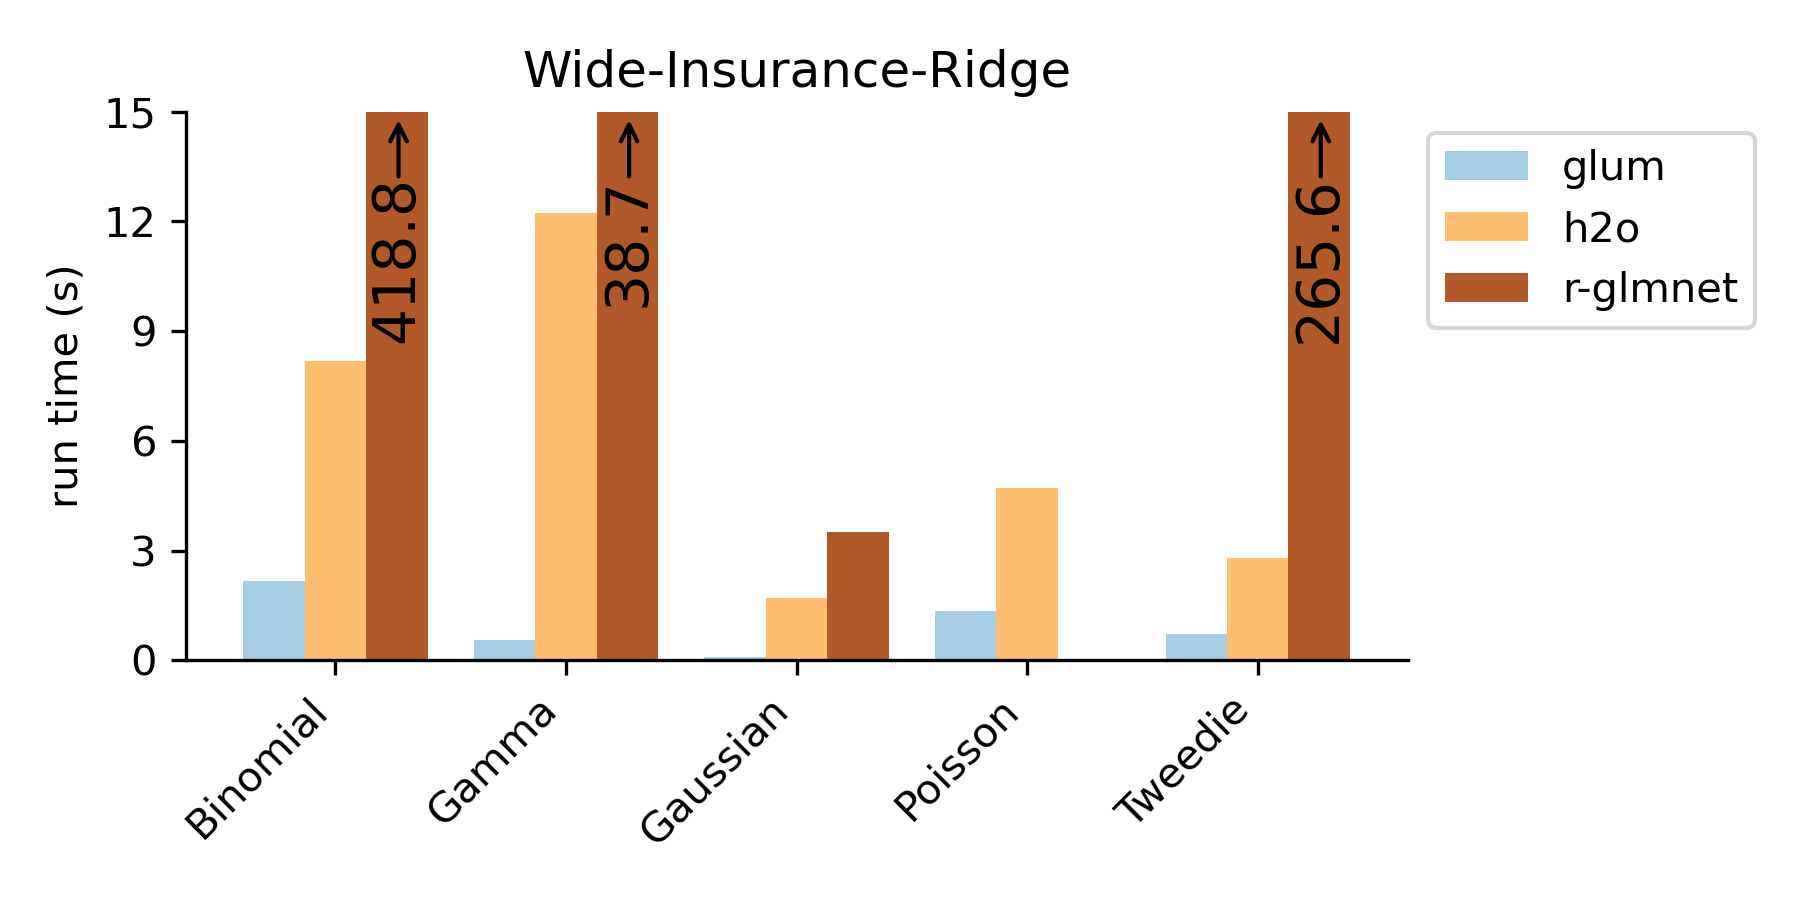 Wide-Insurance-Ridge
run time (s)
15
12
9
6
3
0
418.8
38.7
265.6
Binomial
Gamma
Gaussian
Poisson
Tweedie
glum
h2o
r-glmnet